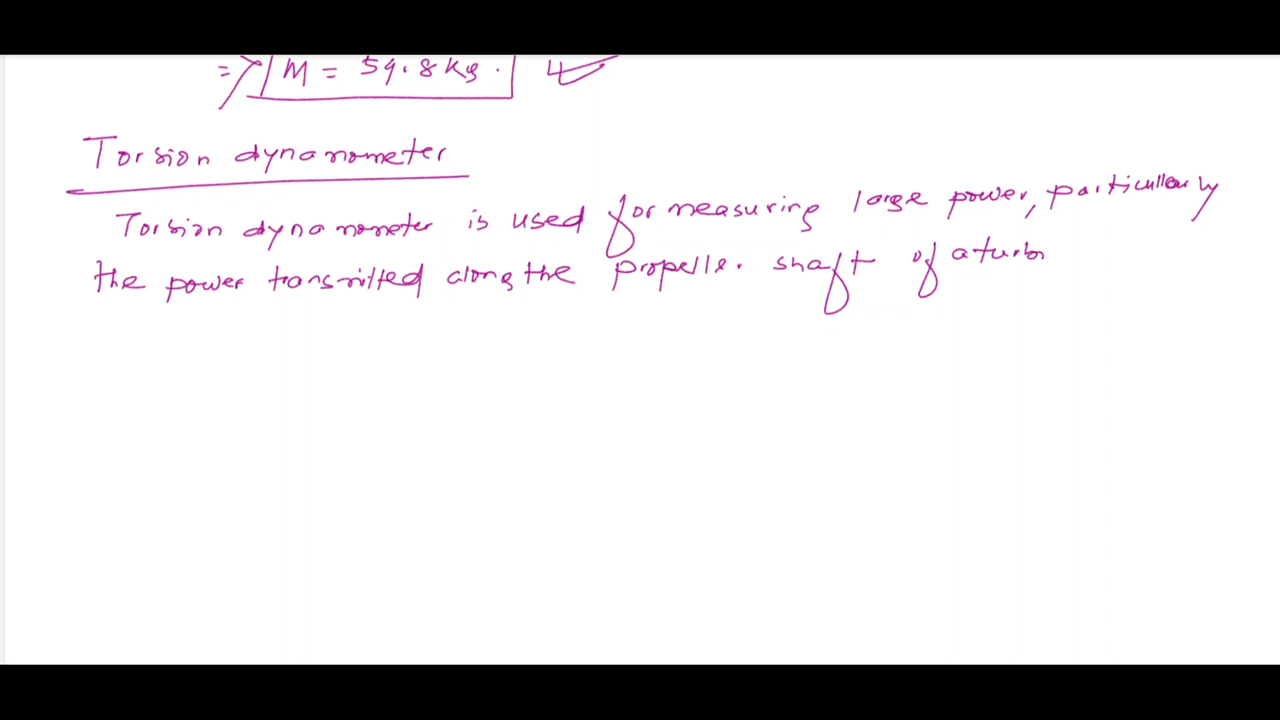 => M = 59.8 kg.
Torsion dynamometer
Torsion dynamometer is used for measuring large power, particullarly
the power transmitted along the propeller shaft of a turbo